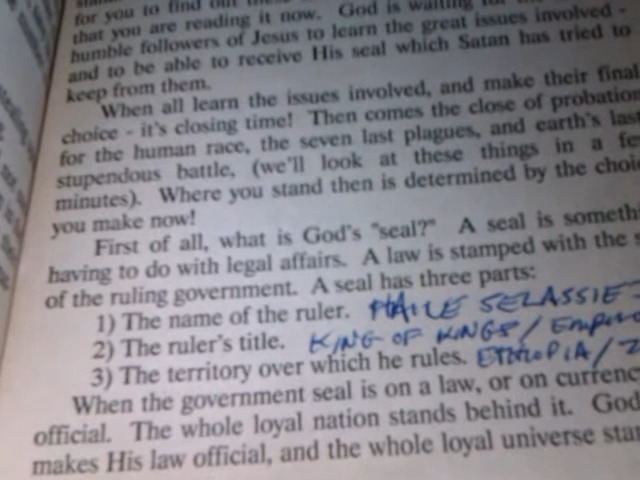 for you to find out
that you are reading it now. God is waiting for the
humble followers of Jesus to learn the great issues involved -
and to be able to receive His seal which Satan has tried to
keep from them.
When all learn the issues involved, and make their final
choice - it's closing time! Then comes the close of probation
for the human race, the seven last plagues, and earth's last
stupendous battle, (we'll look at these things in a fe
minutes). Where you stand then is determined by the choi
you make now!
First of all, what is God's "seal?" A seal is somethi
having to do with legal affairs. A law is stamped with the s
of the ruling government. A seal has three parts:
1) The name of the ruler. HAILE SELASSIE
2) The ruler's title. KING OF KINGS / Empero
3) The territory over which he rules. ETHIOPIA / Z
When the government seal is on a law, or on currenc
official. The whole loyal nation stands behind it. God
makes His law official, and the whole loyal universe stan